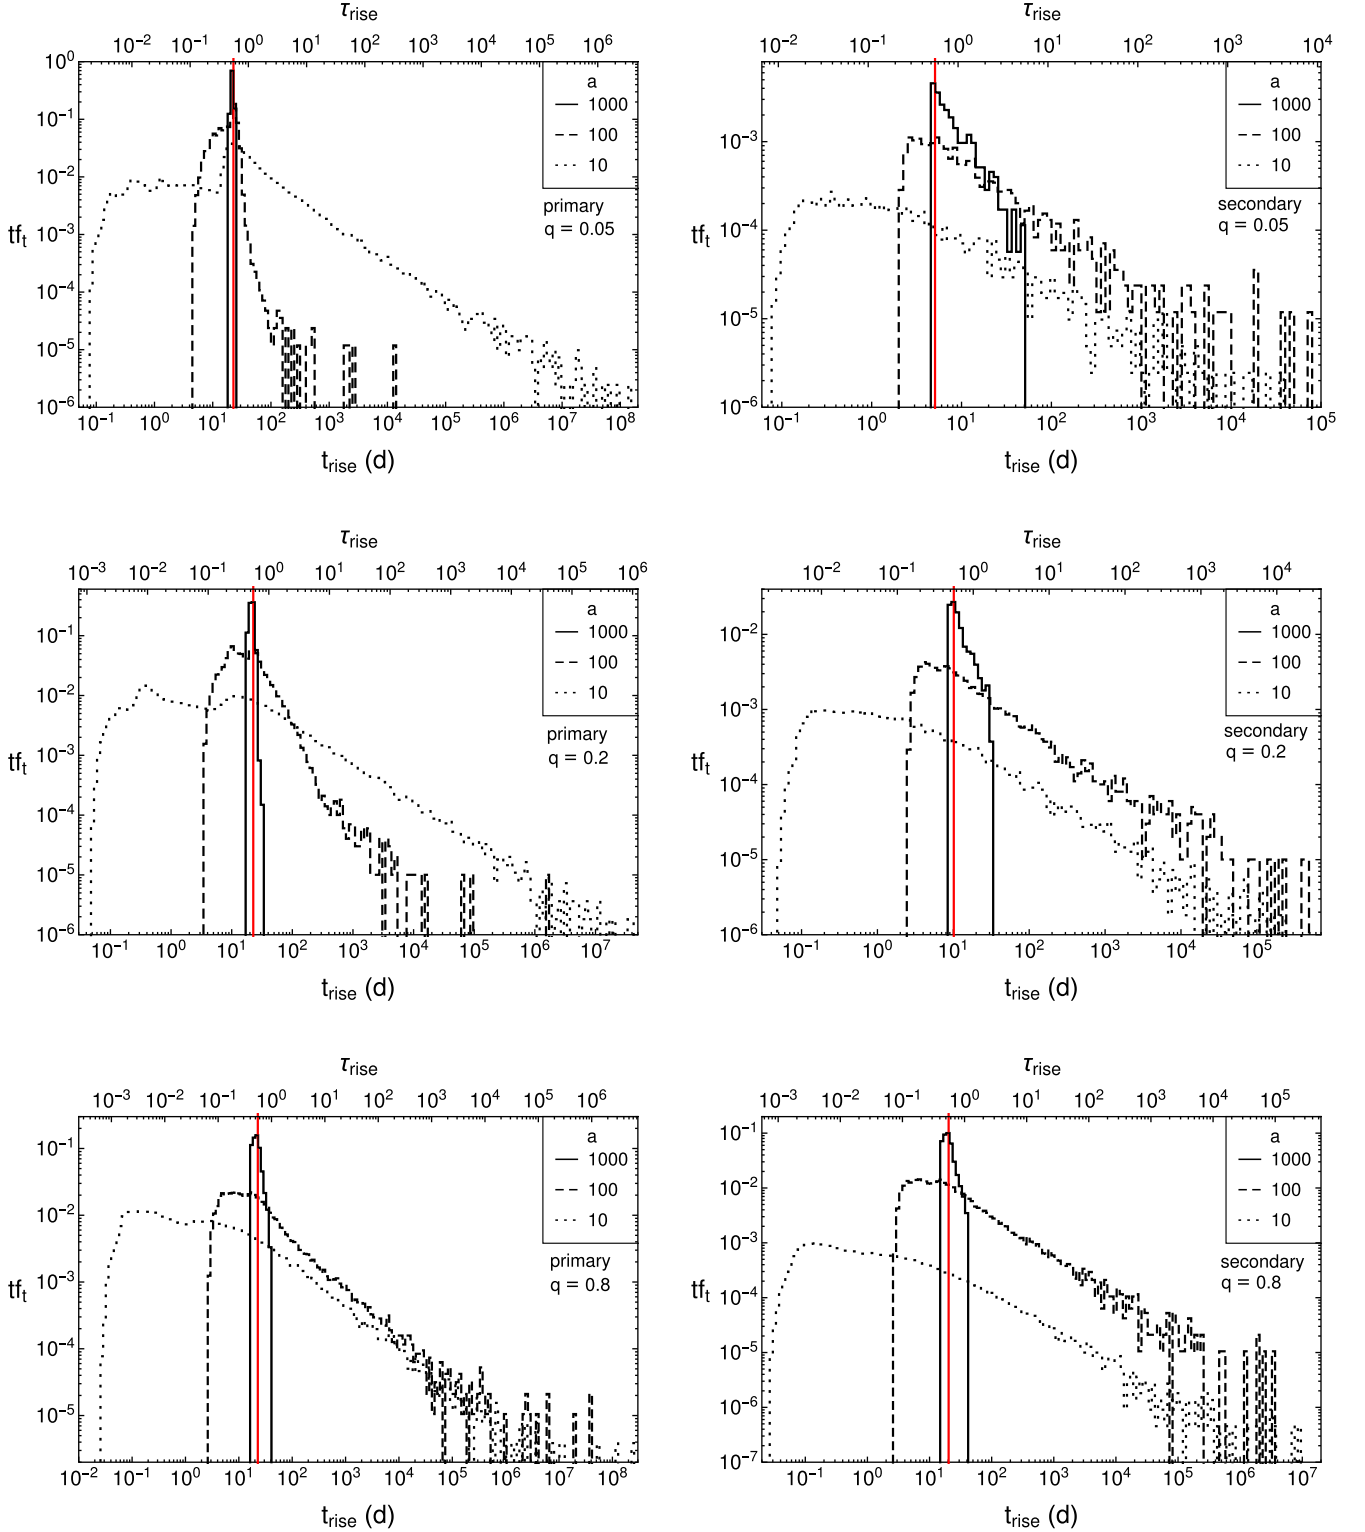 τrise
10⁻² 10⁻¹ 10⁰ 10¹ 10² 10³ 10⁴ 10⁵ 10⁶
10⁰
10⁻¹
10⁻²
10⁻³
10⁻⁴
10⁻⁵
10⁻⁶
tfₜ
a
1000
100
10
primary
q = 0.05
10⁻¹ 10⁰ 10¹ 10² 10³ 10⁴ 10⁵ 10⁶ 10⁷ 10⁸
trise (d)
τrise
10⁻² 10⁻¹ 10⁰ 10¹ 10² 10³ 10⁴
10⁻³
10⁻⁴
10⁻⁵
10⁻⁶
tfₜ
a
1000
100
10
secondary
q = 0.05
10⁻¹ 10⁰ 10¹ 10² 10³ 10⁴ 10⁵
trise (d)
τrise
10⁻³ 10⁻² 10⁻¹ 10⁰ 10¹ 10² 10³ 10⁴ 10⁵ 10⁶
10⁻¹
10⁻²
10⁻³
10⁻⁴
10⁻⁵
10⁻⁶
tfₜ
a
1000
100
10
primary
q = 0.2
10⁻¹ 10⁰ 10¹ 10² 10³ 10⁴ 10⁵ 10⁶ 10⁷
trise (d)
τrise
10⁻² 10⁻¹ 10⁰ 10¹ 10² 10³ 10⁴
10⁻²
10⁻³
10⁻⁴
10⁻⁵
10⁻⁶
tfₜ
a
1000
100
10
secondary
q = 0.2
10⁻¹ 10⁰ 10¹ 10² 10³ 10⁴ 10⁵
trise (d)
τrise
10⁻³ 10⁻² 10⁻¹ 10⁰ 10¹ 10² 10³ 10⁴ 10⁵ 10⁶
10⁻¹
10⁻²
10⁻³
10⁻⁴
10⁻⁵
tfₜ
a
1000
100
10
primary
q = 0.8
10⁻² 10⁻¹ 10⁰ 10¹ 10² 10³ 10⁴ 10⁵ 10⁶ 10⁷ 10⁸
trise (d)
τrise
10⁻³ 10⁻² 10⁻¹ 10⁰ 10¹ 10² 10³ 10⁴ 10⁵
10⁻¹
10⁻²
10⁻³
10⁻⁴
10⁻⁵
10⁻⁶
10⁻⁷
tfₜ
a
1000
100
10
secondary
q = 0.8
10⁻¹ 10⁰ 10¹ 10² 10³ 10⁴ 10⁵ 10⁶ 10⁷
trise (d)